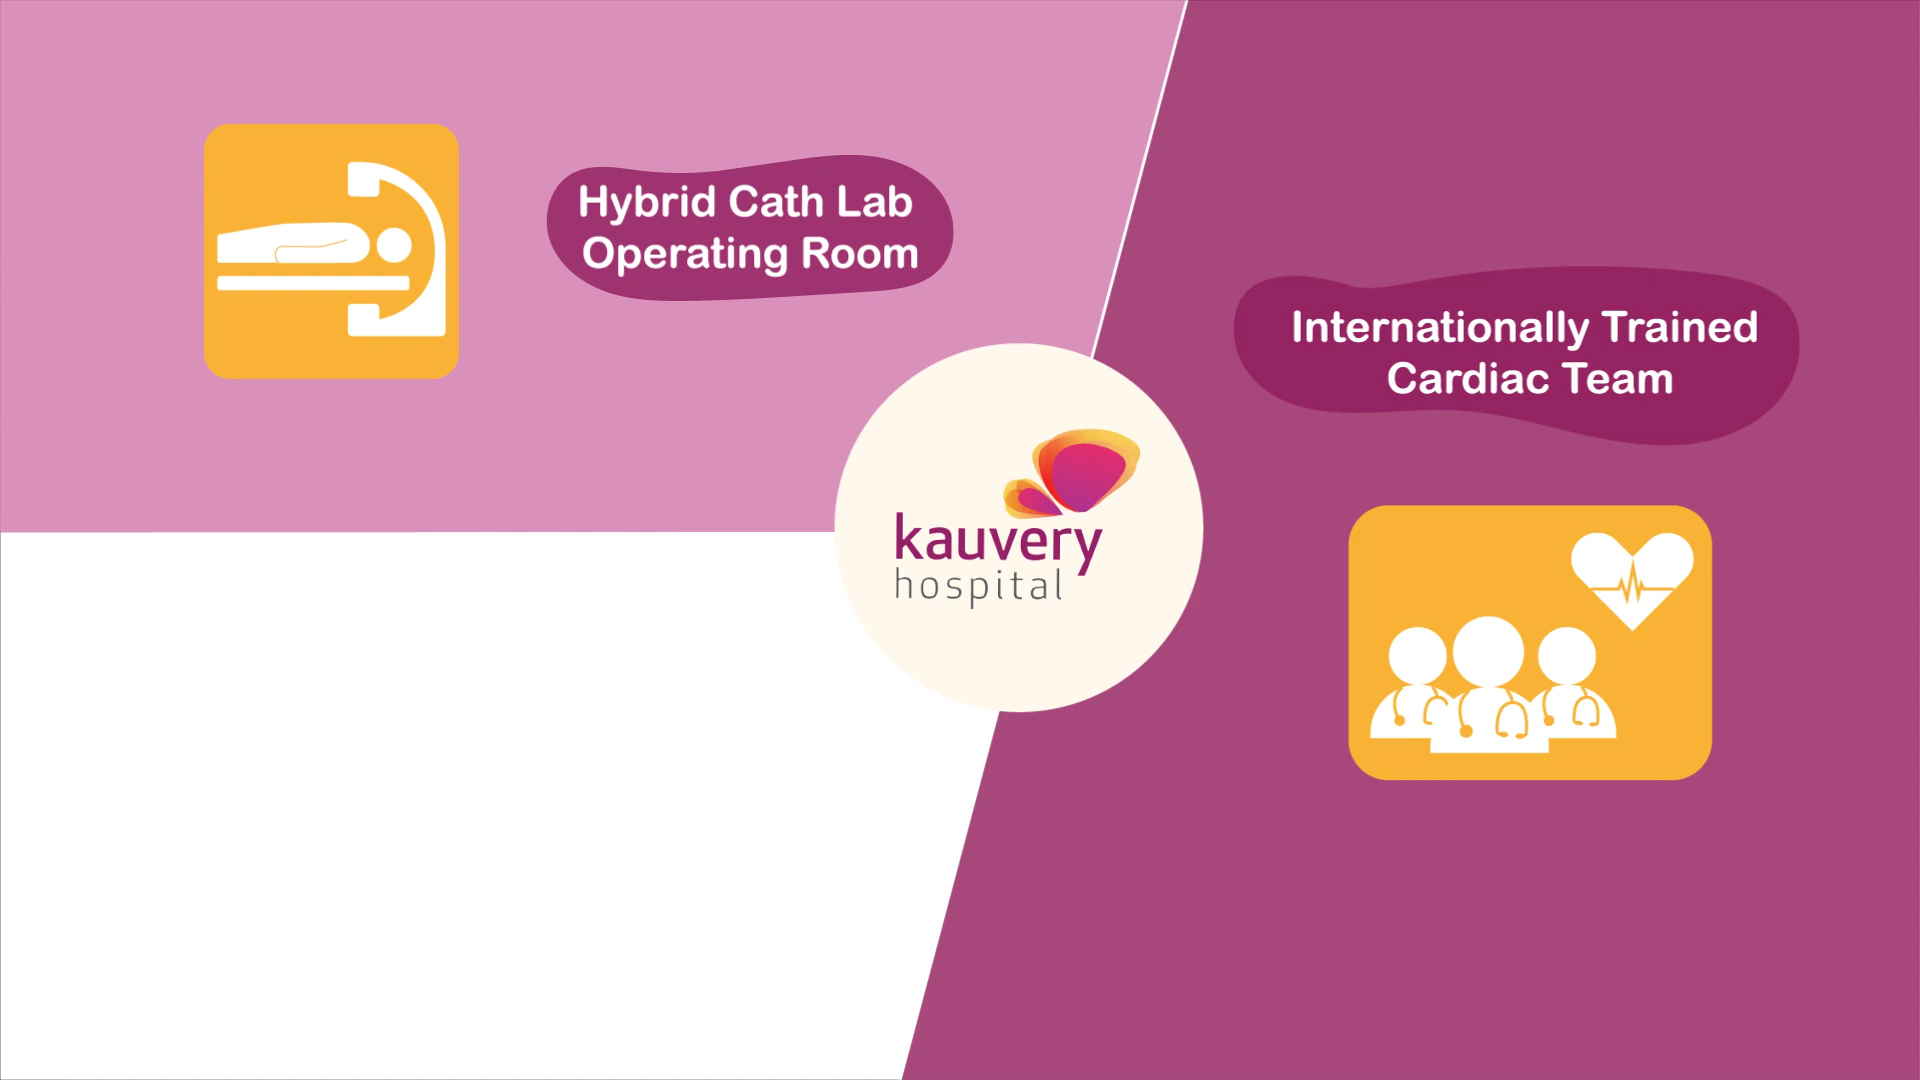 Hybrid Cath Lab
Operating Room
Internationally Trained
Cardiac Team
kauvery
hospital